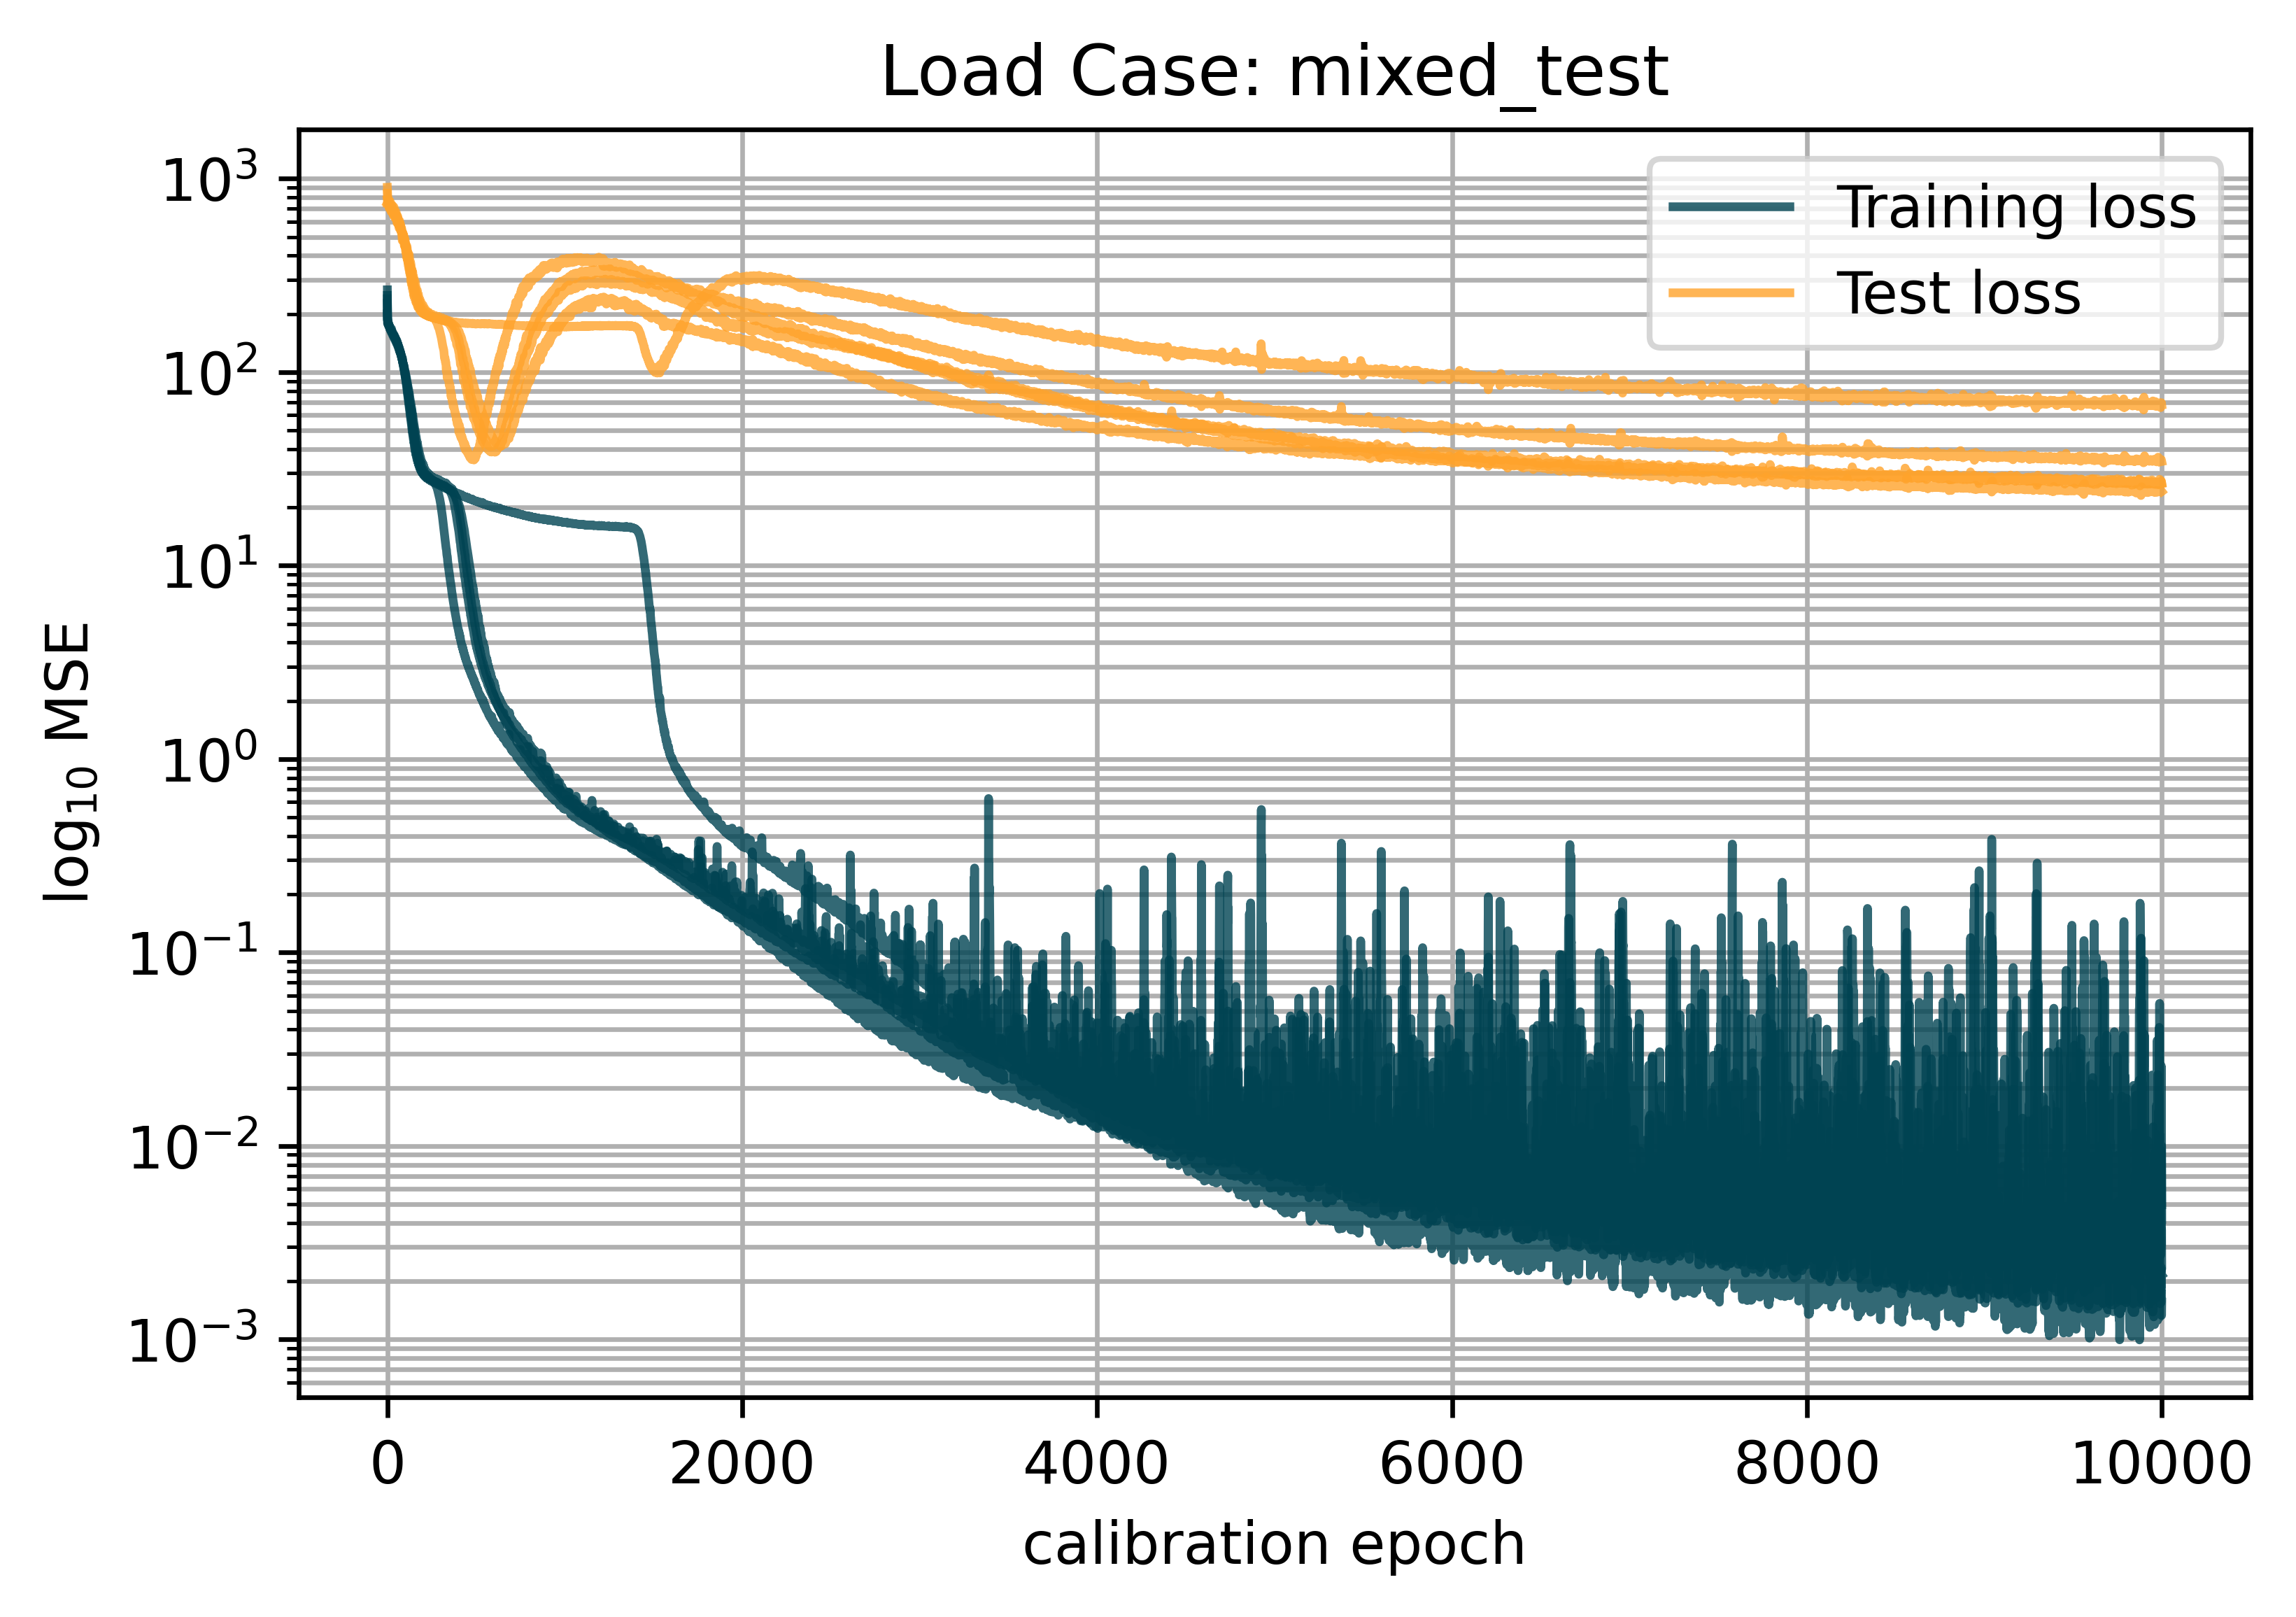 Load Case: mixed_test
Training loss
Test loss
10³
10²
10¹
10⁰
10⁻¹
10⁻²
10⁻³
log₁₀ MSE
0 2000 4000 6000 8000 10000
calibration epoch